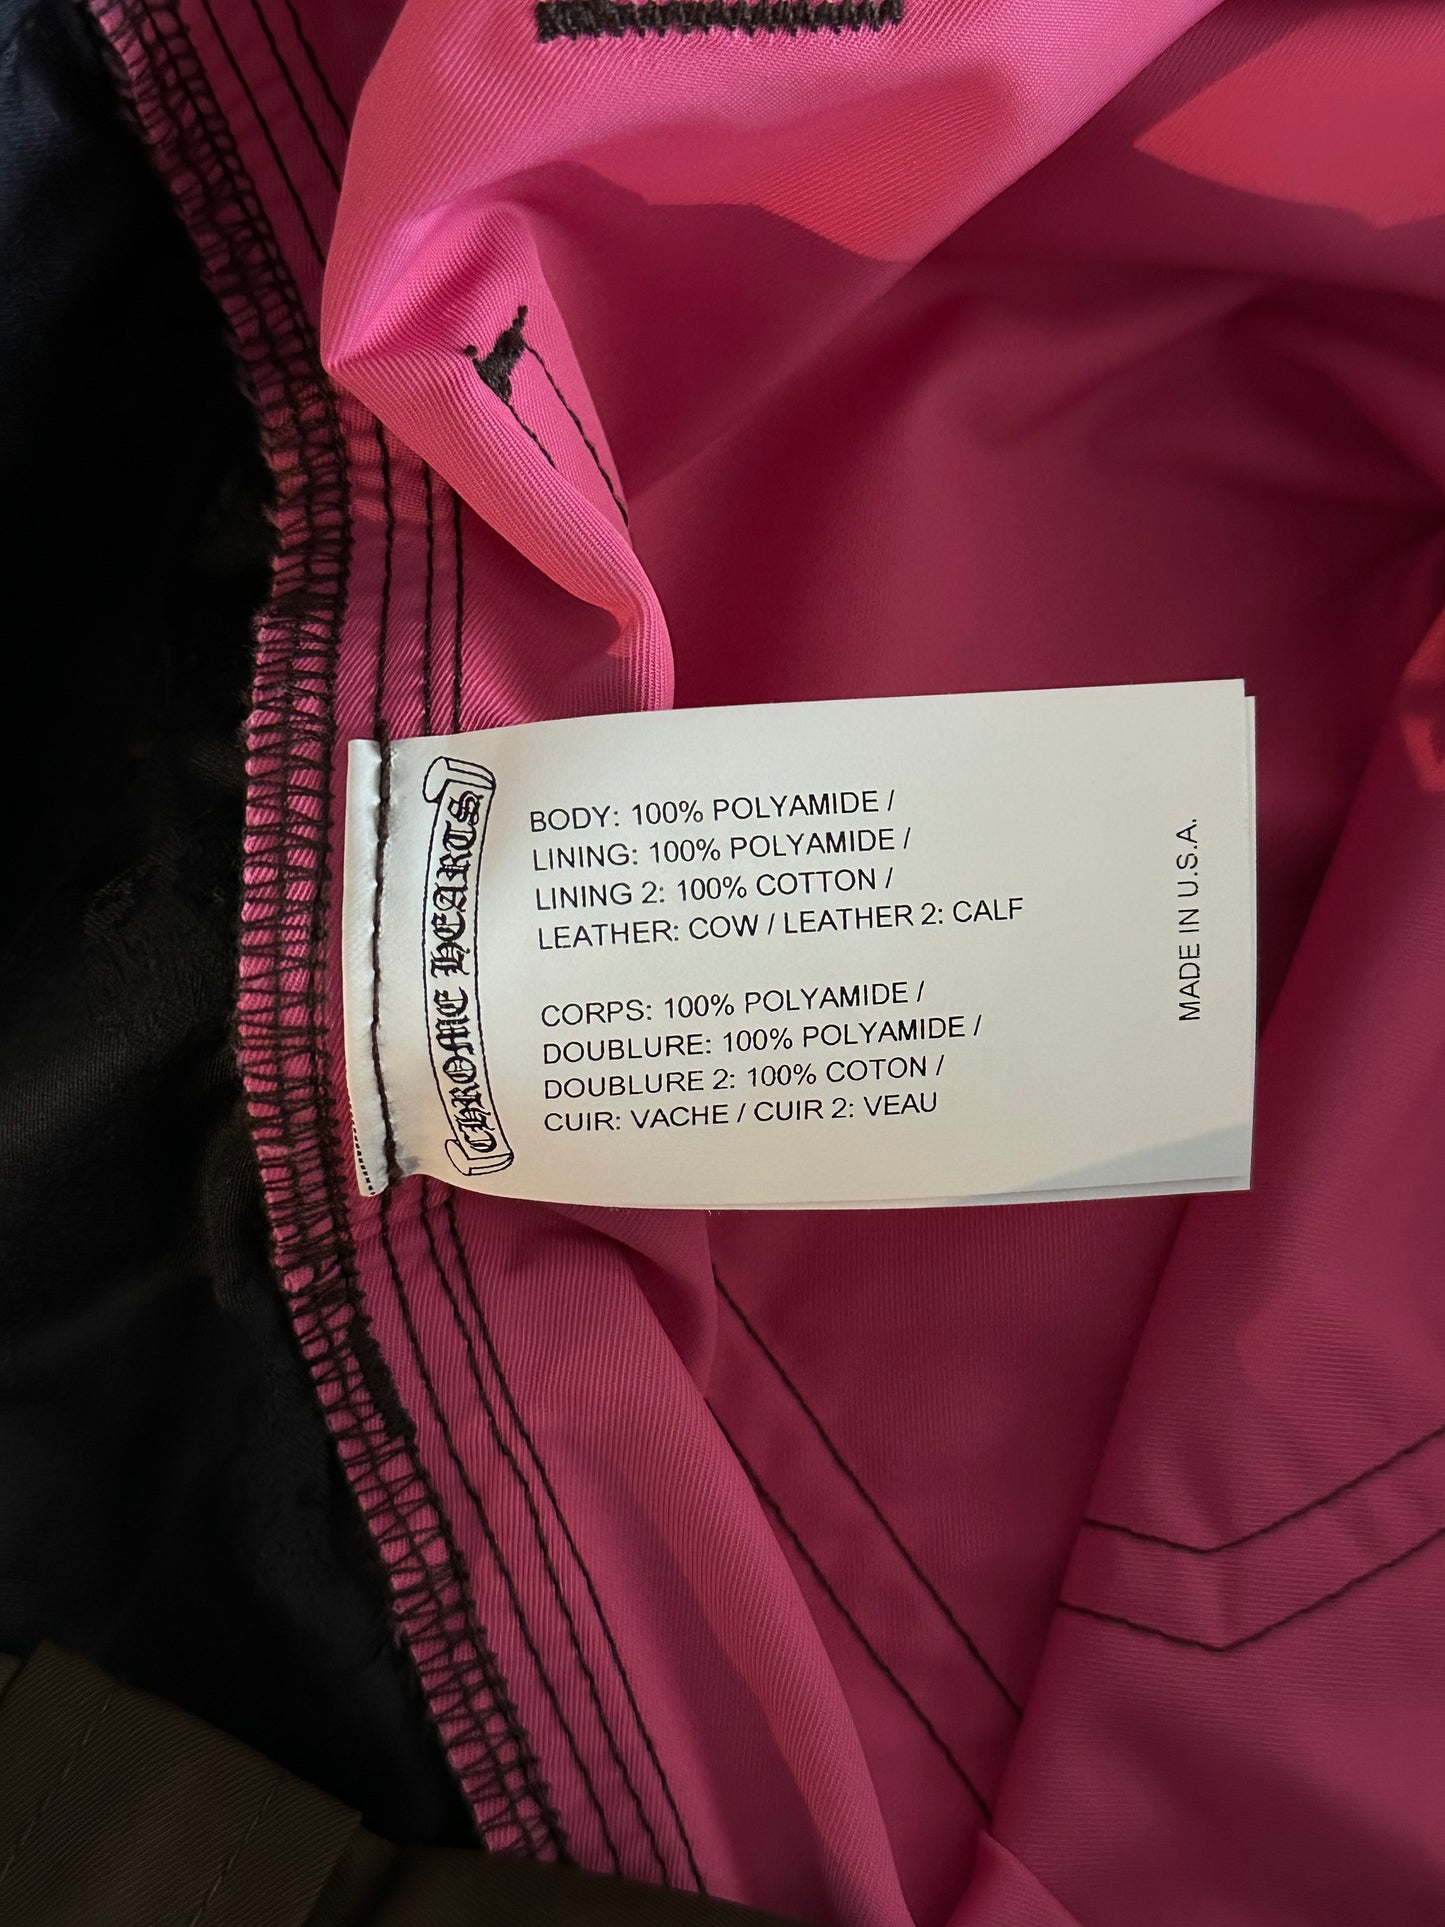 CHROME HEARTS
BODY: 100% POLYAMIDE /
LINING: 100% POLYAMIDE /
LINING 2: 100% COTTON /
LEATHER: COW / LEATHER 2: CALF
CORPS: 100% POLYAMIDE /
DOUBLURE: 100% POLYAMIDE /
DOUBLURE 2: 100% COTON /
CUIR: VACHE / CUIR 2: VEAU
MADE IN U.S.A.